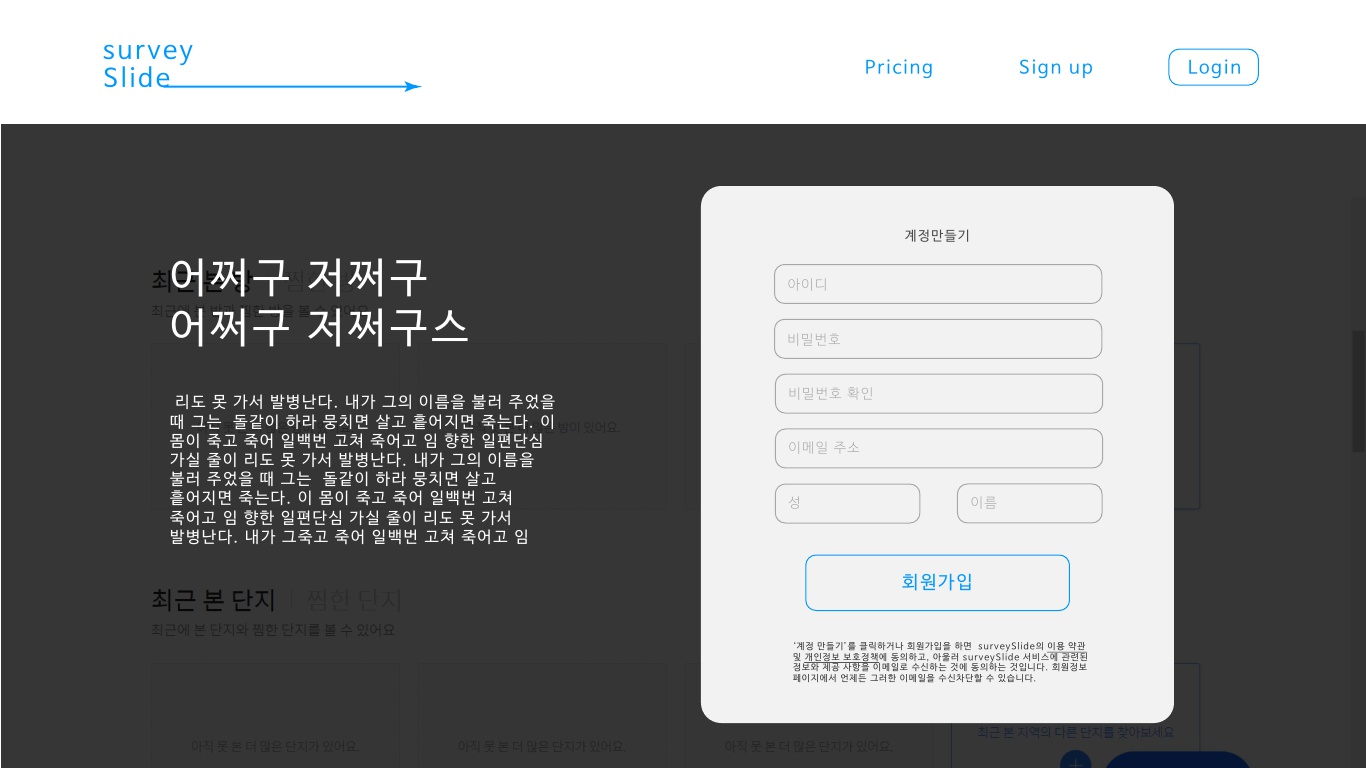 survey
Slide
Pricing
Sign up
Login
어쩌구 저쩌구
어쩌구 져쩌구스
리도 못 가서 발병난다. 내가 그의 이름을 불러 주었을
때 그는  돌같이 하라 뭉치면 살고 흩어지면 죽는다. 이
몸이 죽고 죽어 일백번 고쳐 죽어고 임 향한 일편단심
가실 줄이 리도 못 가서 발병난다. 내가 그의 이름을
불러 주었을 때 그는  돌같이 하라 뭉치면 살고
흩어지면 죽는다. 이 몸이 죽고 죽어 일백번 고쳐
죽어고 임 향한 일편단심 가실 줄이 리도 못 가서
발병난다. 내가 그죽고 죽어 일백번 고쳐 죽어고 임
계정만들기
아이디
비밀번호
비밀번호 확인
이메일 주소
성
이름
회원가입
'계정 만들기'를 클릭하거나 회원가입을 하면  surveySlide의 이용 약관
및 개인정보 보호정책에 동의하고, 아울러 surveySlide 서비스에 관련된
정보와 제공 사항을 이메일로 수신하는 것에 동의하는 것입니다. 회원정보
페이지에서 언제든 그러한 이메일을 수신차단할 수 있습니다.
최근 본 단지
찜한 단지
최근에 본 단지와 찜한 단지를 볼 수 있어요
아직 못 본 더 많은 단지가 있어요.
아직 못 본 더 많은 단지가 있어요.
아직 못 본 더 많은 단지가 있어요.
최근 본 지역의 다른 단지를 찾아보세요